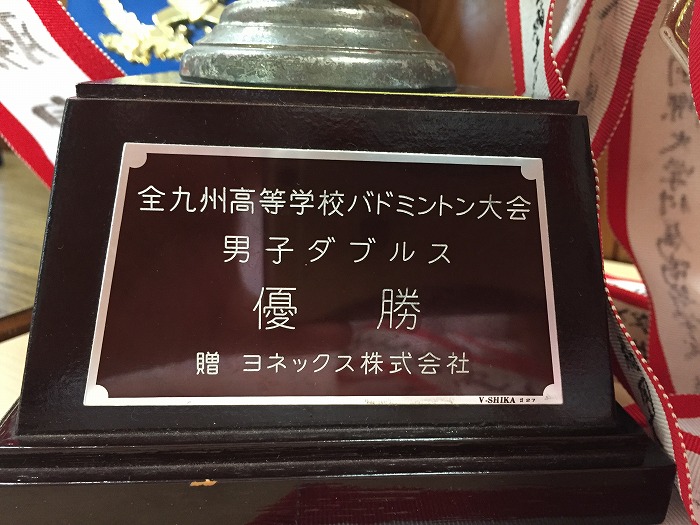 全九州高等学校バドミントン大会
男子ダブルス
優勝
贈 ヨネックス株式会社
V-SHIKA